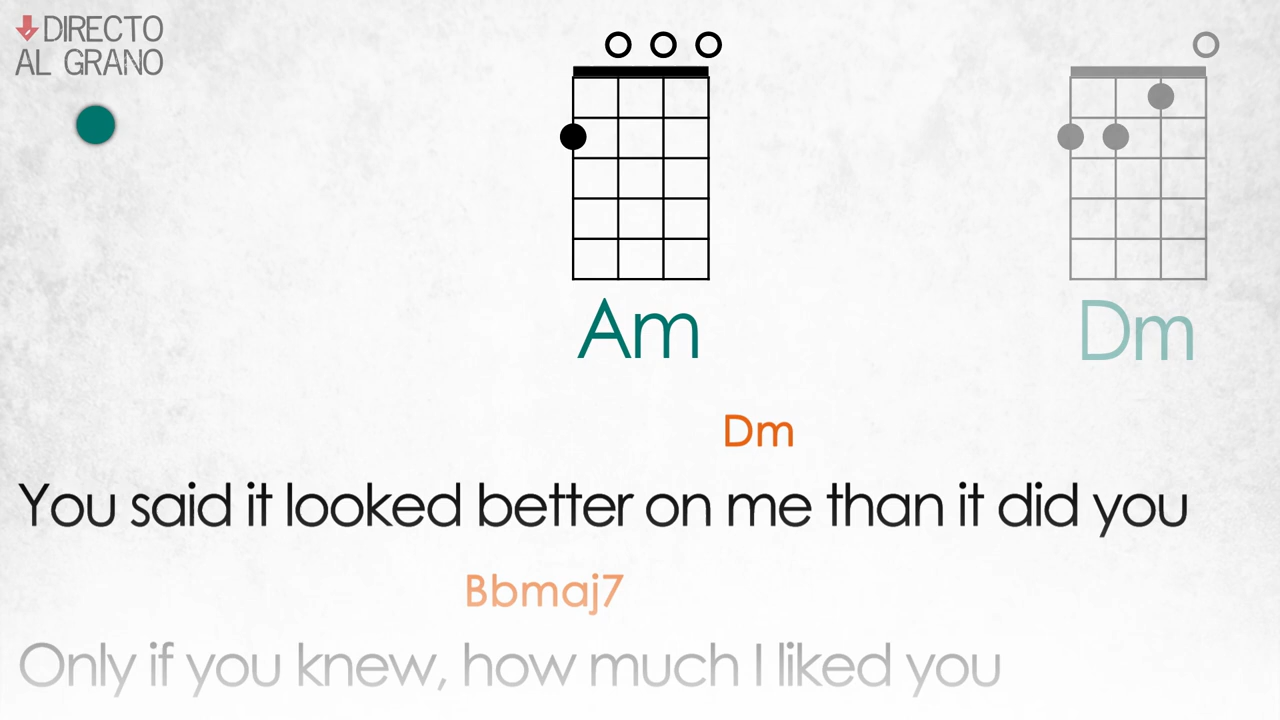 DIRECTO
AL GRANO
Am
Dm
Dm
You said it looked better on me than it did you
Bbmaj7
Only if you knew, how much I liked you